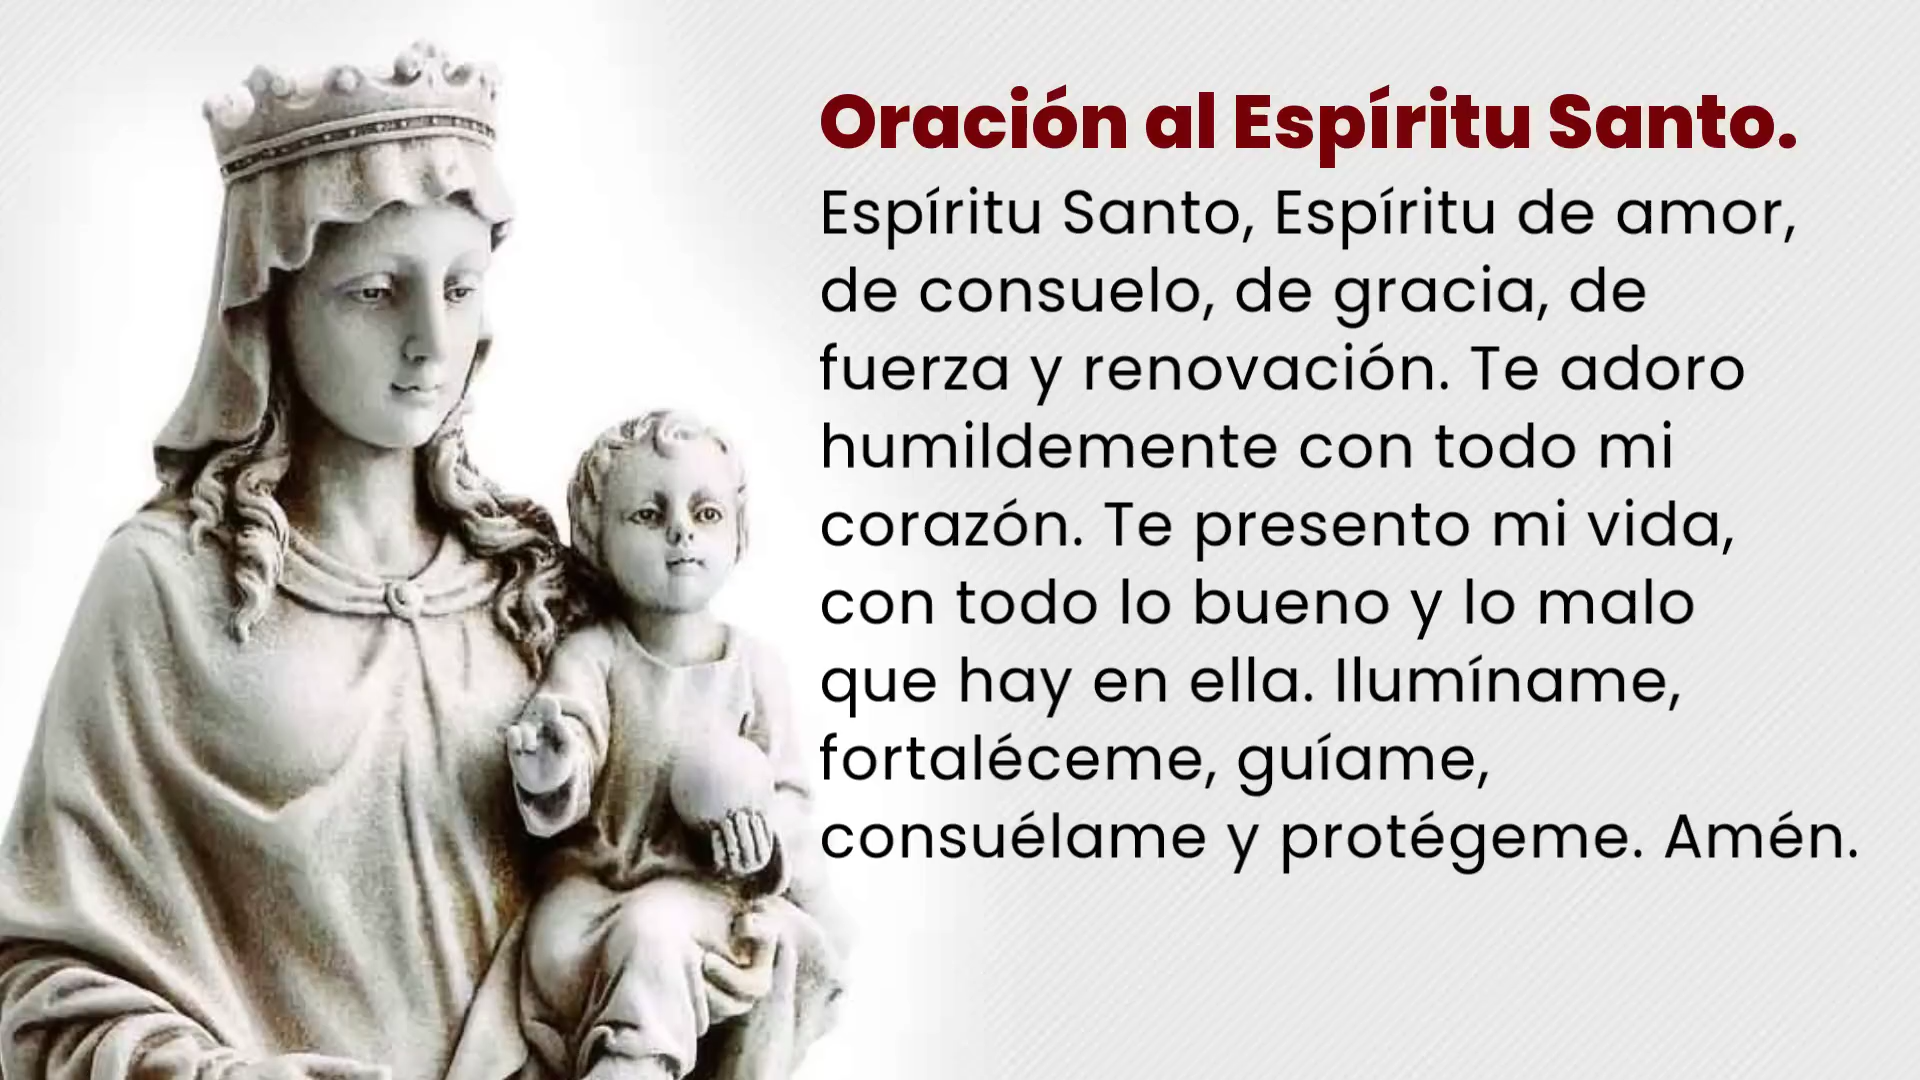 Oración al Espíritu Santo.
Espíritu Santo, Espíritu de amor,
de consuelo, de gracia, de
fuerza y renovación. Te adoro
humildemente con todo mi
corazón. Te presento mi vida,
con todo lo bueno y lo malo
que hay en ella. Ilumíname,
fortaléceme, guíame,
consuélame y protégeme. Amén.